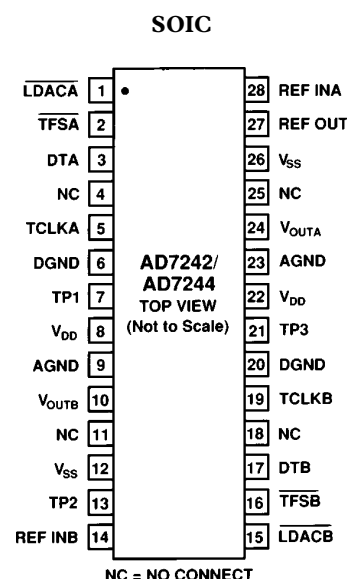 SOIC
LDACA 1 28 REF INA
TFSA 2 27 REF OUT
DTA 3 26 VSS
NC 4 25 NC
TCLKA 5 24 VOUTA
DGND 6 23 AGND
TP1 7 22 VDD
VDD 8 21 TP3
AGND 9 20 DGND
VOUTB 10 19 TCLKB
NC 11 18 NC
VSS 12 17 DTB
TP2 13 16 TFSB
REF INB 14 15 LDACB
AD7242/
AD7244
TOP VIEW
(Not to Scale)
NC = NO CONNECT